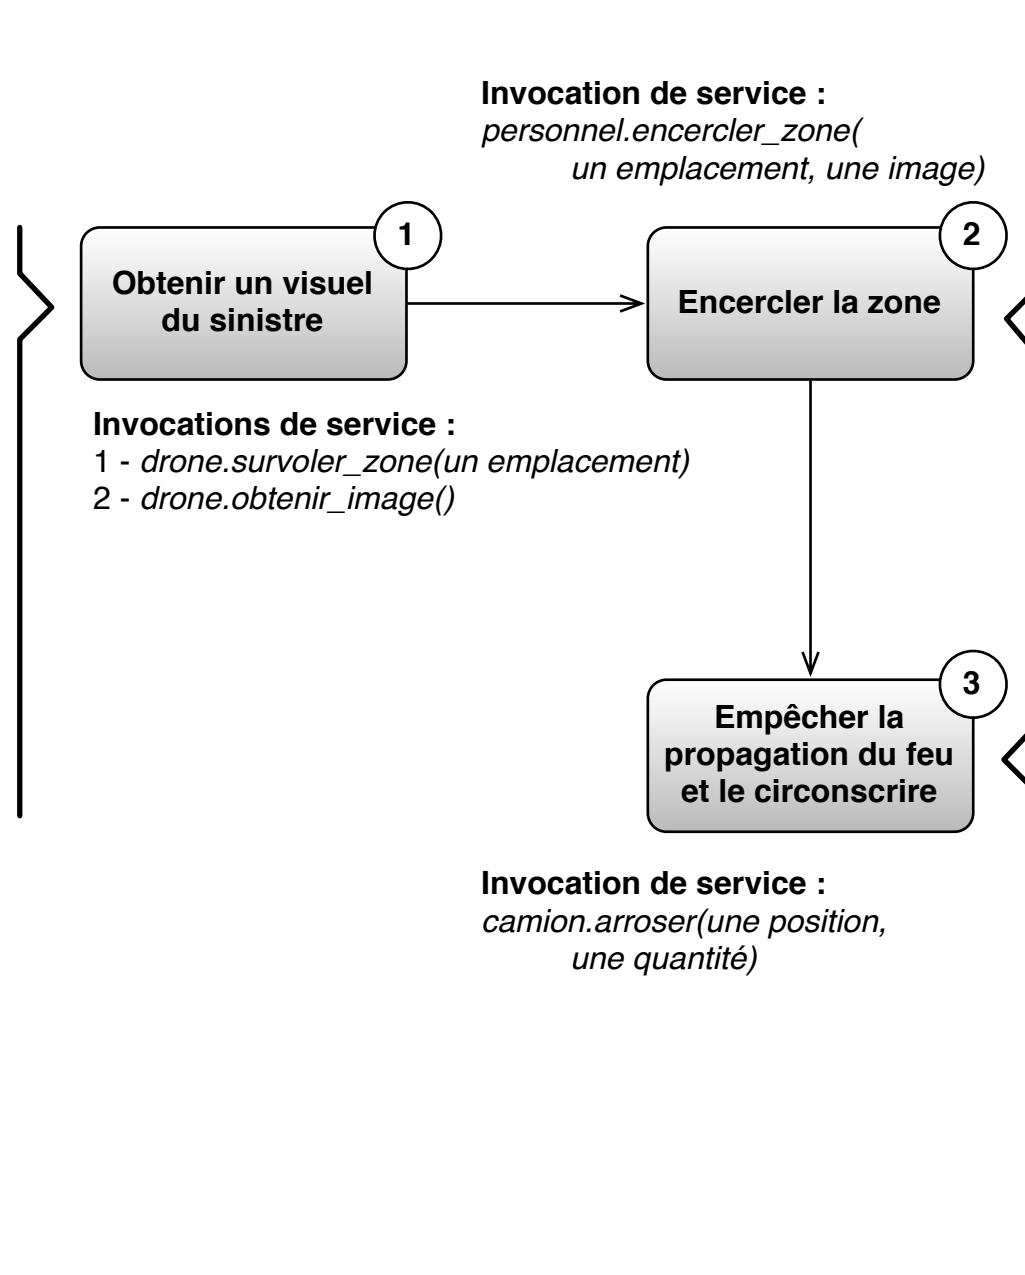 Invocation de service :
personnel.encercler_zone(
un emplacement, une image)
1
Obtenir un visuel
du sinistre
2
Encercler la zone
Invocations de service :
1 - drone.survoler_zone(un emplacement)
2 - drone.obtenir_image()
3
Empêcher la
propagation du feu
et le circonscrire
Invocation de service :
camion.arroser(une position,
une quantité)